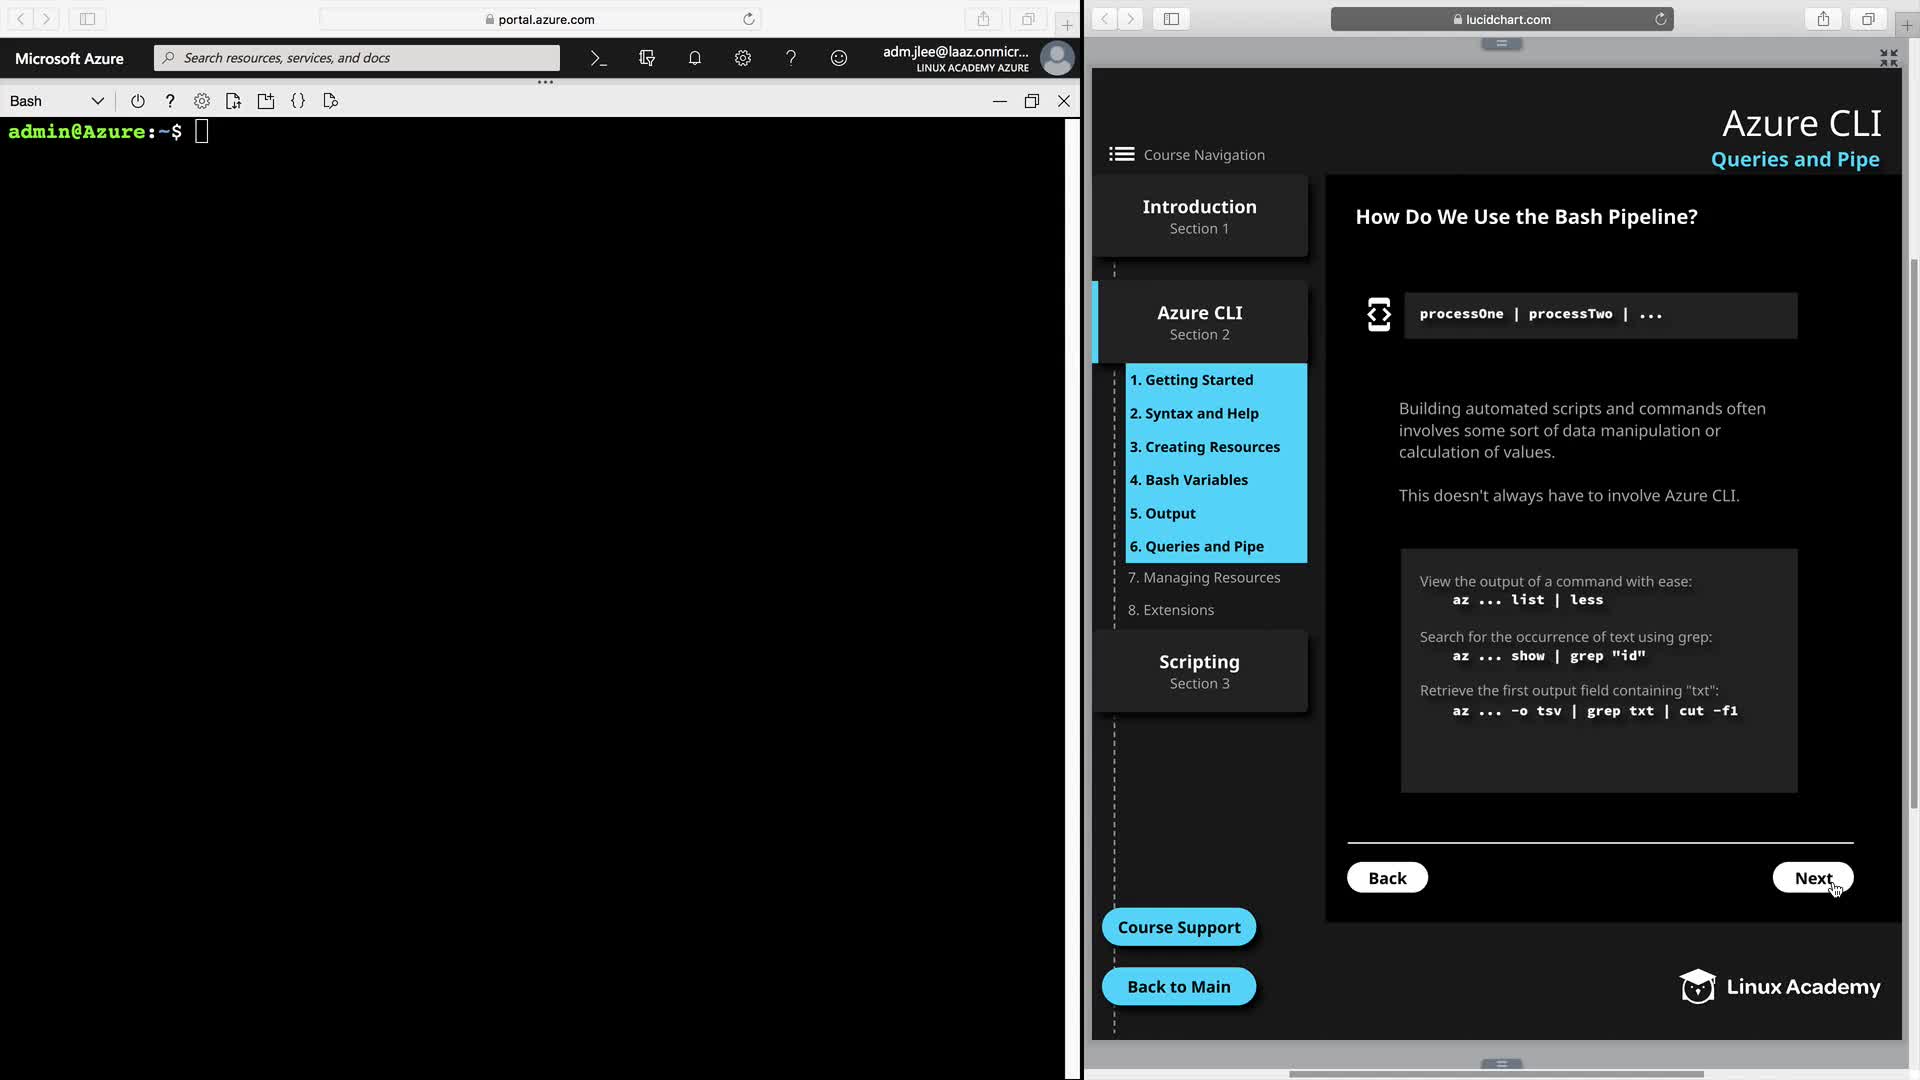 portal.azure.com
Microsoft Azure
Search resources, services, and docs
adm.jlee@laaz.onmicr...
LINUX ACADEMY AZURE
Bash
admin@Azure:~$
lucidchart.com
Azure CLI
Queries and Pipe
Course Navigation
Introduction
Section 1
Azure CLI
Section 2
1. Getting Started
2. Syntax and Help
3. Creating Resources
4. Bash Variables
5. Output
6. Queries and Pipe
7. Managing Resources
8. Extensions
Scripting
Section 3
Course Support
Back to Main
How Do We Use the Bash Pipeline?
processOne | processTwo | ...
Building automated scripts and commands often
involves some sort of data manipulation or
calculation of values.
This doesn't always have to involve Azure CLI.
View the output of a command with ease:
az ... list | less
Search for the occurrence of text using grep:
az ... show | grep "id"
Retrieve the first output field containing "txt":
az ... -o tsv | grep txt | cut -f1
Back
Next
Linux Academy